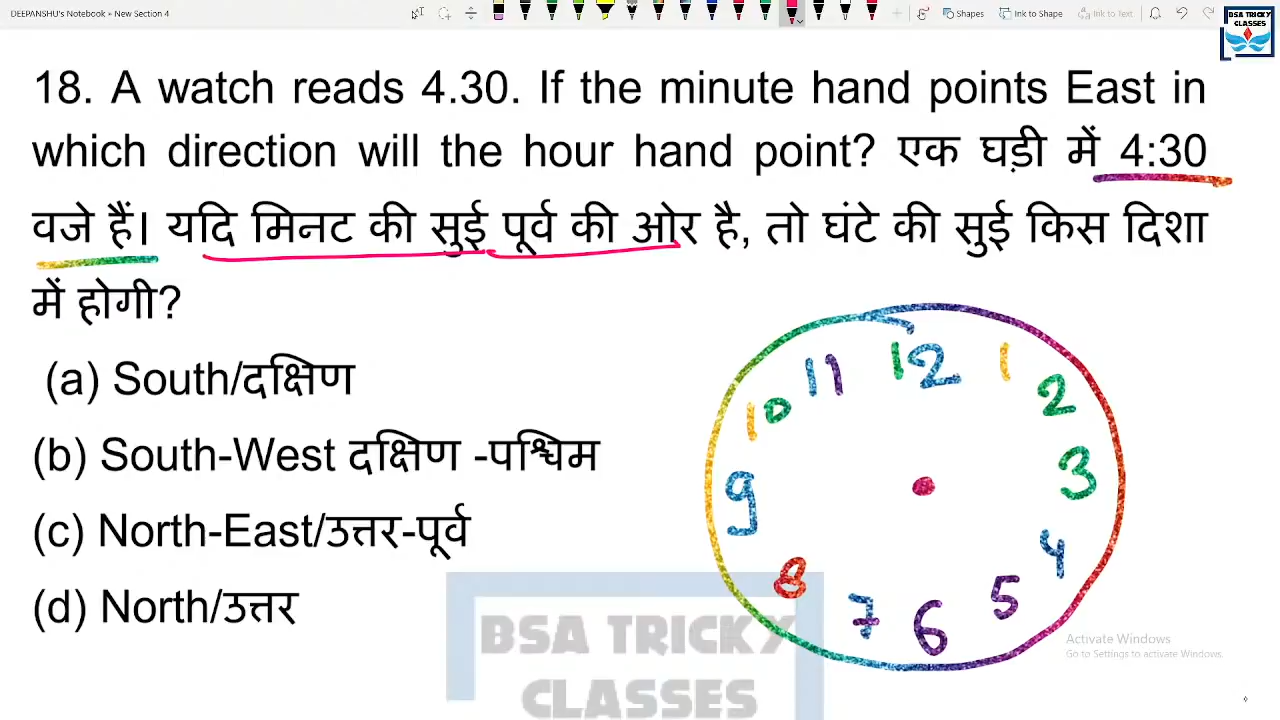 DEEPANSHU's Notebook » New Section 4
Shapes Ink to Shape Ink to Text
BSA TRICKY
CLASSES
18. A watch reads 4.30. If the minute hand points East in
which direction will the hour hand point? एक घड़ी में 4:30
वजे हैं। यदि मिनट की सुई पूर्व की ओर है, तो घंटे की सुई किस दिशा
में होगी?
(a) South/दक्षिण
(b) South-West दक्षिण -पश्चिम
(c) North-East/उत्तर-पूर्व
(d) North/उत्तर
11 12 1
10 2
9 3
8 4
7 6 5
BSA TRICKY
CLASSES
Activate Windows
Go to Settings to activate Windows.